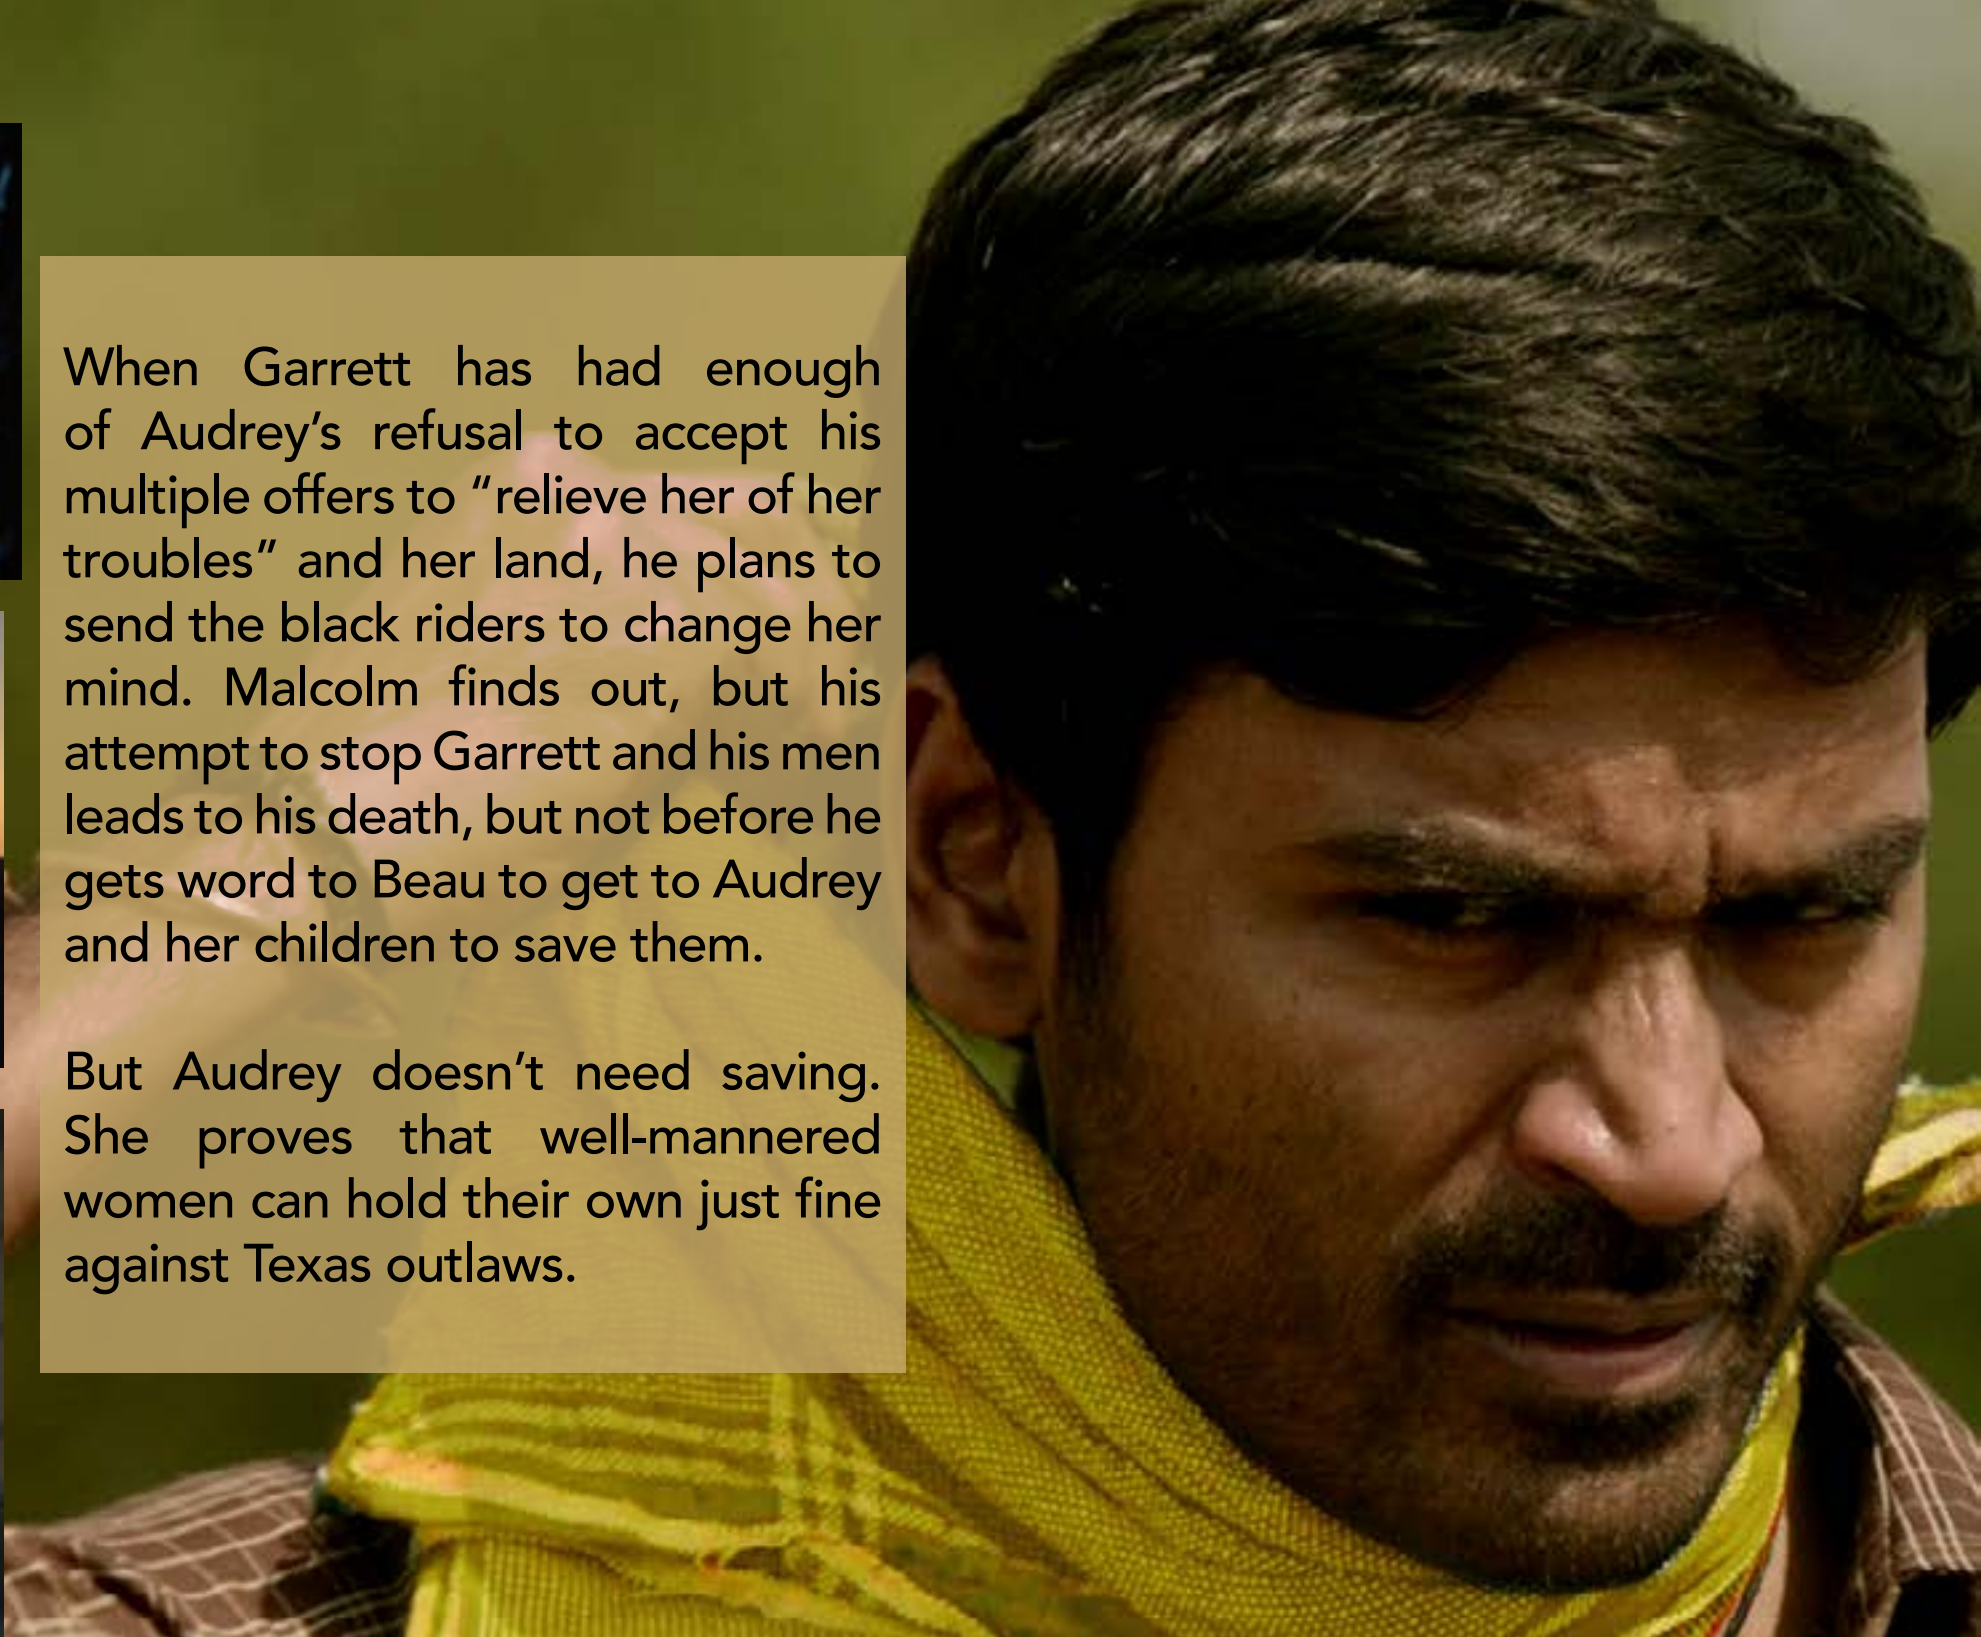 When Garrett has had enough
of Audrey’s refusal to accept his
multiple offers to “relieve her of her
troubles” and her land, he plans to
send the black riders to change her
mind. Malcolm finds out, but his
attempt to stop Garrett and his men
leads to his death, but not before he
gets word to Beau to get to Audrey
and her children to save them.
But Audrey doesn’t need saving.
She proves that well-mannered
women can hold their own just fine
against Texas outlaws.